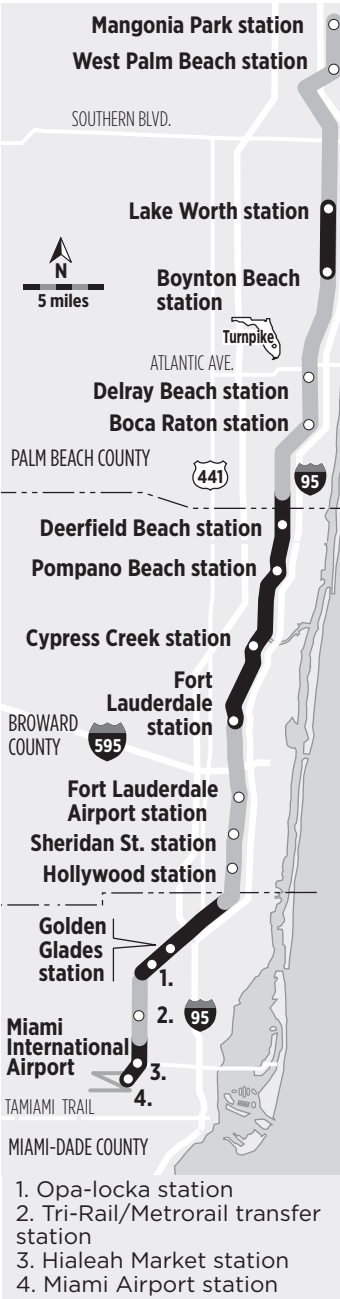 Mangonia Park station
West Palm Beach station
SOUTHERN BLVD.
Lake Worth station
N
5 miles
Boynton Beach
station
Turnpike
ATLANTIC AVE.
Delray Beach station
Boca Raton station
PALM BEACH COUNTY
441
95
Deerfield Beach station
Pompano Beach station
Cypress Creek station
Fort
Lauderdale
station
BROWARD
COUNTY
595
Fort Lauderdale
Airport station
Sheridan St. station
Hollywood station
Golden
Glades
station
1.
2.
95
Miami
International
Airport
3.
4.
TAMIAMI TRAIL
MIAMI-DADE COUNTY
1. Opa-locka station
2. Tri-Rail/Metrorail transfer
station
3. Hialeah Market station
4. Miami Airport station